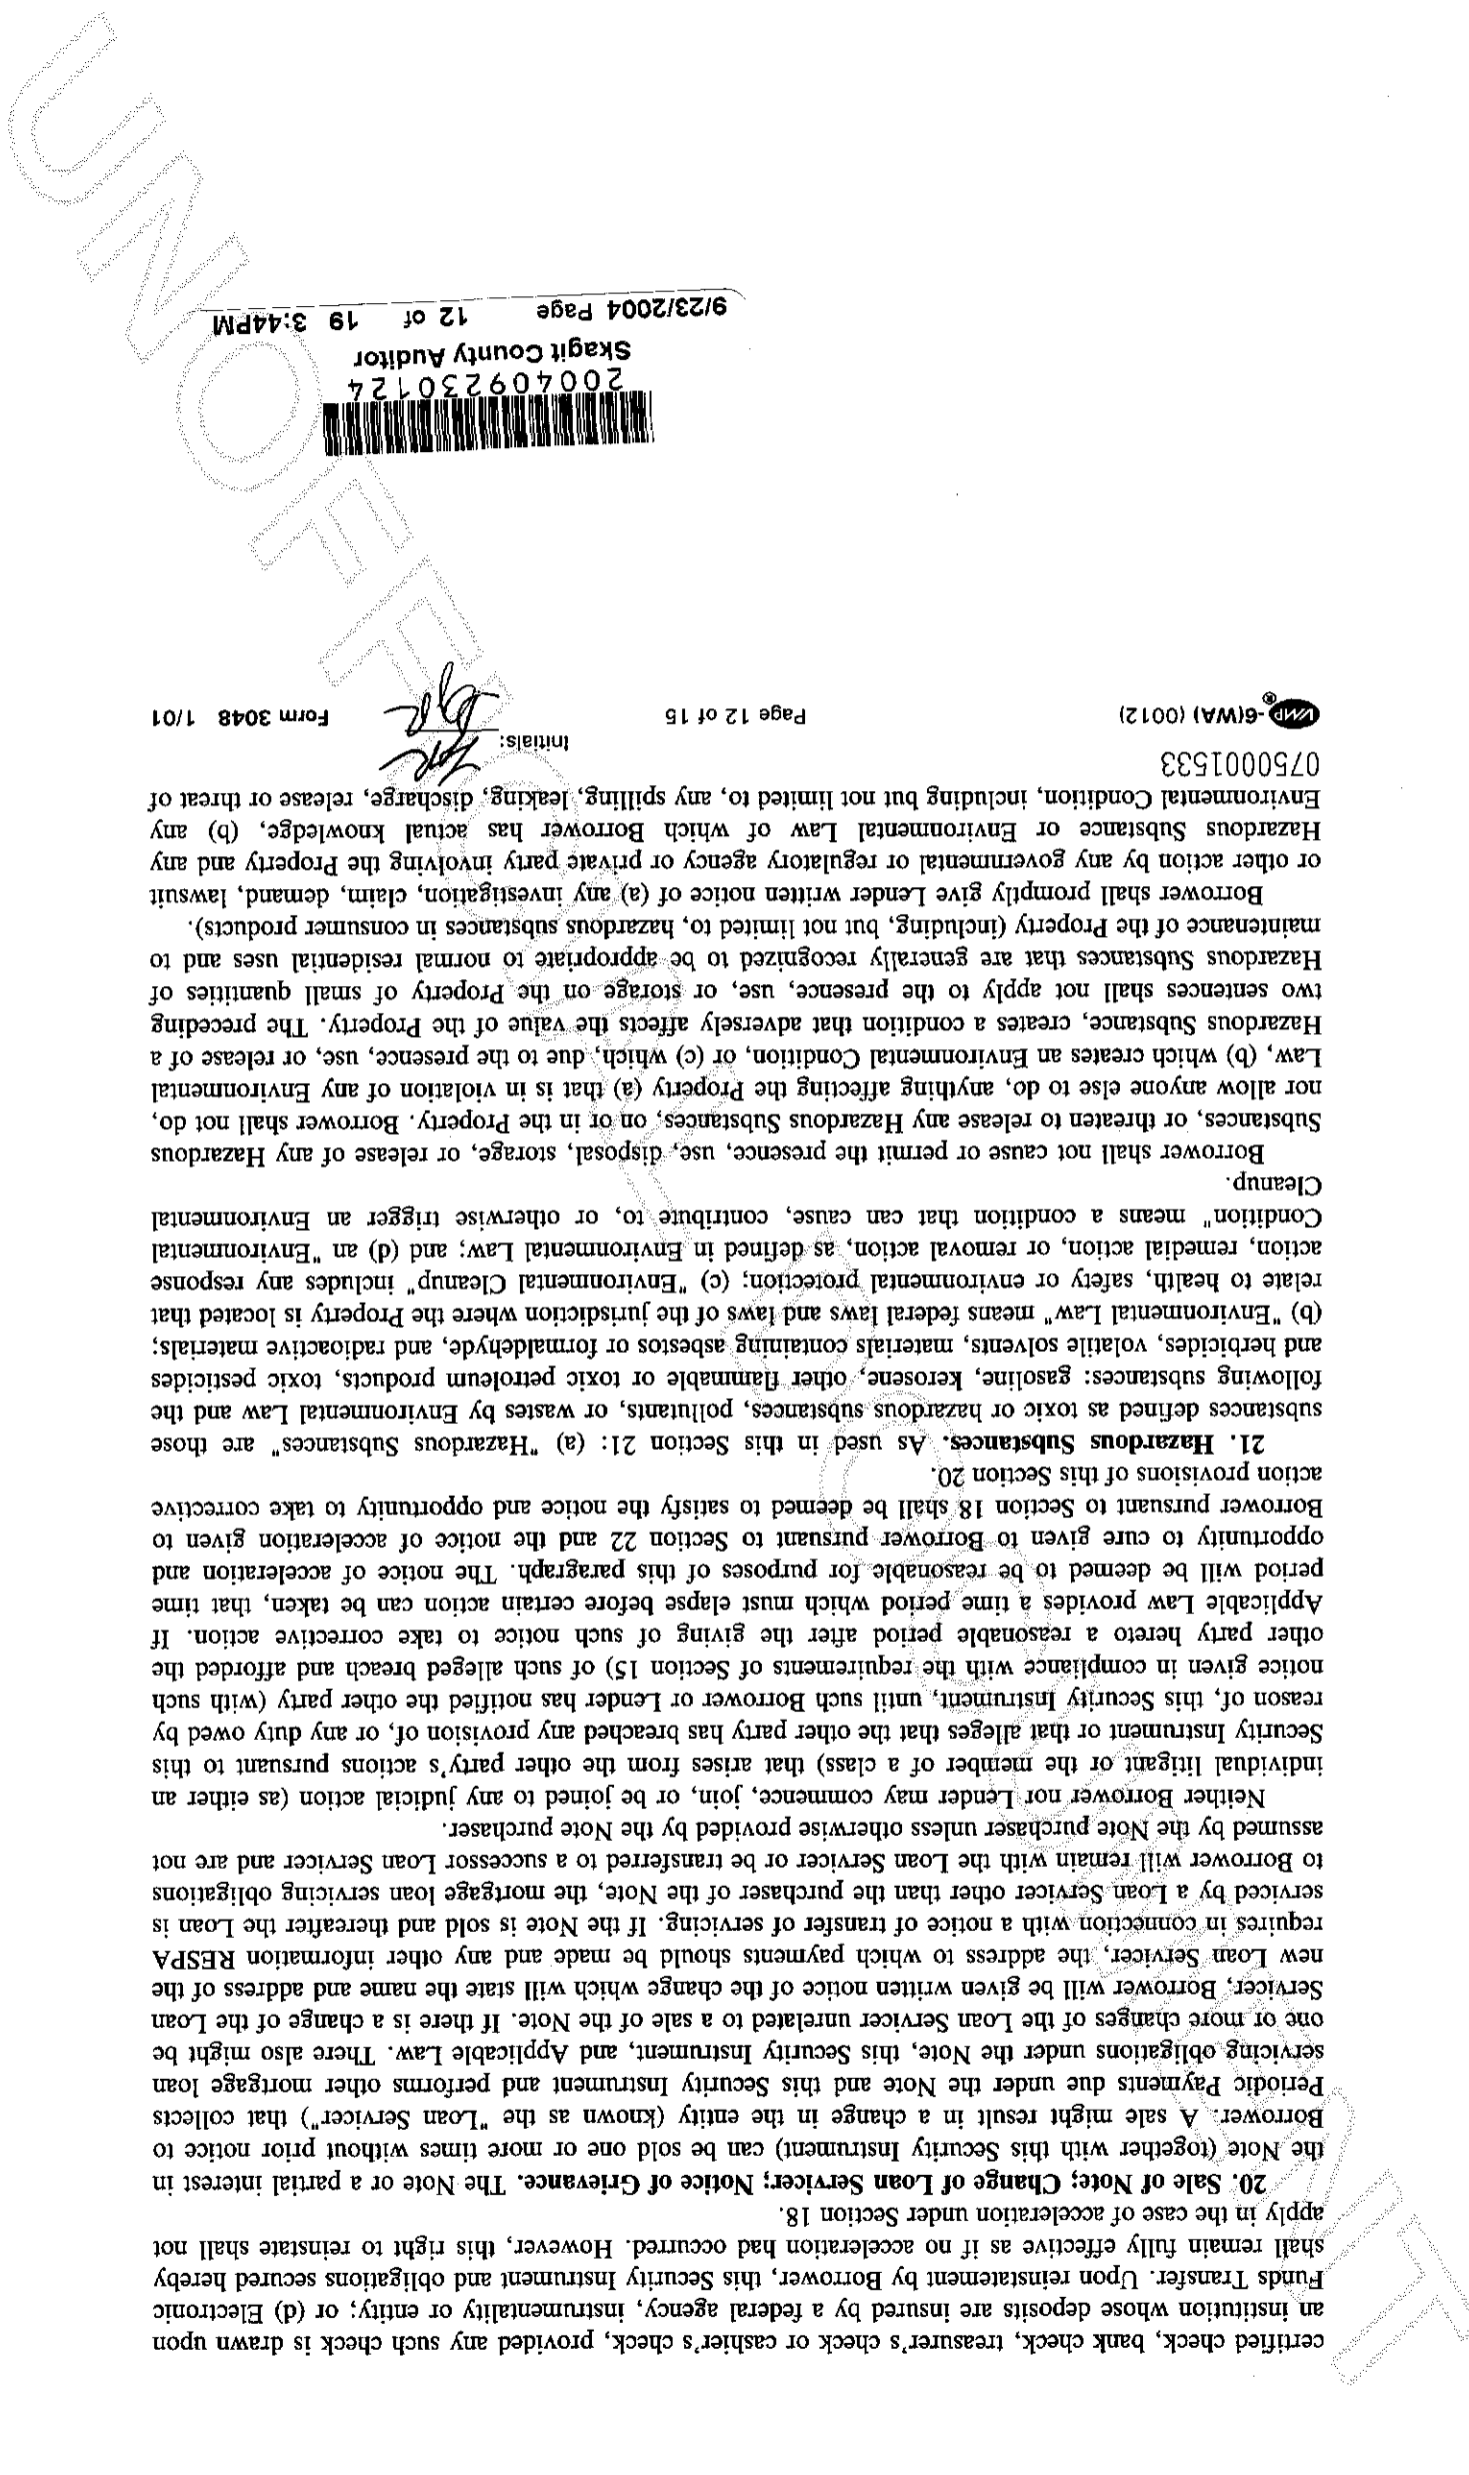 certified check, bank check, treasurer's check or cashier's check, provided any such check is drawn upon
an institution whose deposits are insured by a federal agency, instrumentality or entity; or (d) Electronic
Funds Transfer. Upon reinstatement by Borrower, this Security Instrument and obligations secured hereby
shall remain fully effective as if no acceleration had occurred. However, this right to reinstate shall not
apply in the case of acceleration under Section 18.
20. Sale of Note; Change of Loan Servicer; Notice of Grievance. The Note or a partial interest in
the Note (together with this Security Instrument) can be sold one or more times without prior notice to
Borrower. A sale might result in a change in the entity (known as the "Loan Servicer") that collects
Periodic Payments due under the Note and this Security Instrument and performs other mortgage loan
servicing obligations under the Note, this Security Instrument, and Applicable Law. There also might be
one or more changes of the Loan Servicer unrelated to a sale of the Note. If there is a change of the Loan
Servicer, Borrower will be given written notice of the change which will state the name and address of the
new Loan Servicer, the address to which payments should be made and any other information RESPA
requires in connection with a notice of transfer of servicing. If the Note is sold and thereafter the Loan is
serviced by a Loan Servicer other than the purchaser of the Note, the mortgage loan servicing obligations
to Borrower will remain with the Loan Servicer or be transferred to a successor Loan Servicer and are not
assumed by the Note purchaser unless otherwise provided by the Note purchaser.
Neither Borrower nor Lender may commence, join, or be joined to any judicial action (as either an
individual litigant or the member of a class) that arises from the other party's actions pursuant to this
Security Instrument or that alleges that the other party has breached any provision of, or any duty owed by
reason of, this Security Instrument, until such Borrower or Lender has notified the other party (with such
notice given in compliance with the requirements of Section 15) of such alleged breach and afforded the
other party hereto a reasonable period after the giving of such notice to take corrective action. If
Applicable Law provides a time period which must elapse before certain action can be taken, that time
period will be deemed to be reasonable for purposes of this paragraph. The notice of acceleration and
opportunity to cure given to Borrower pursuant to Section 22 and the notice of acceleration given to
Borrower pursuant to Section 18 shall be deemed to satisfy the notice and opportunity to take corrective
action provisions of this Section 20.
21. Hazardous Substances. As used in this Section 21: (a) "Hazardous Substances" are those
substances defined as toxic or hazardous substances, pollutants, or wastes by Environmental Law and the
following substances: gasoline, kerosene, other flammable or toxic petroleum products, toxic pesticides
and herbicides, volatile solvents, materials containing asbestos or formaldehyde, and radioactive materials;
(b) "Environmental Law" means federal laws and laws of the jurisdiction where the Property is located that
relate to health, safety or environmental protection; (c) "Environmental Cleanup" includes any response
action, remedial action, or removal action, as defined in Environmental Law; and (d) an "Environmental
Condition" means a condition that can cause, contribute to, or otherwise trigger an Environmental
Cleanup.
Borrower shall not cause or permit the presence, use, disposal, storage, or release of any Hazardous
Substances, or threaten to release any Hazardous Substances, on or in the Property. Borrower shall not do,
nor allow anyone else to do, anything affecting the Property (a) that is in violation of any Environmental
Law, (b) which creates an Environmental Condition, or (c) which, due to the presence, use, or release of a
Hazardous Substance, creates a condition that adversely affects the value of the Property. The preceding
two sentences shall not apply to the presence, use, or storage on the Property of small quantities of
Hazardous Substances that are generally recognized to be appropriate to normal residential uses and to
maintenance of the Property (including, but not limited to, hazardous substances in consumer products).
Borrower shall promptly give Lender written notice of (a) any investigation, claim, demand, lawsuit
or other action by any governmental or regulatory agency or private party involving the Property and any
Hazardous Substance or Environmental Law of which Borrower has actual knowledge, (b) any
Environmental Condition, including but not limited to, any spilling, leaking, discharge, release or threat of
0750001533
Initials:
VMP®-6(WA) (0012) Page 12 of 15 Form 3048 1/01
200409230124
Skagit County Auditor
9/23/2004 Page 12 of 19 3:44PM
UNOFFICIAL DOCUMENT